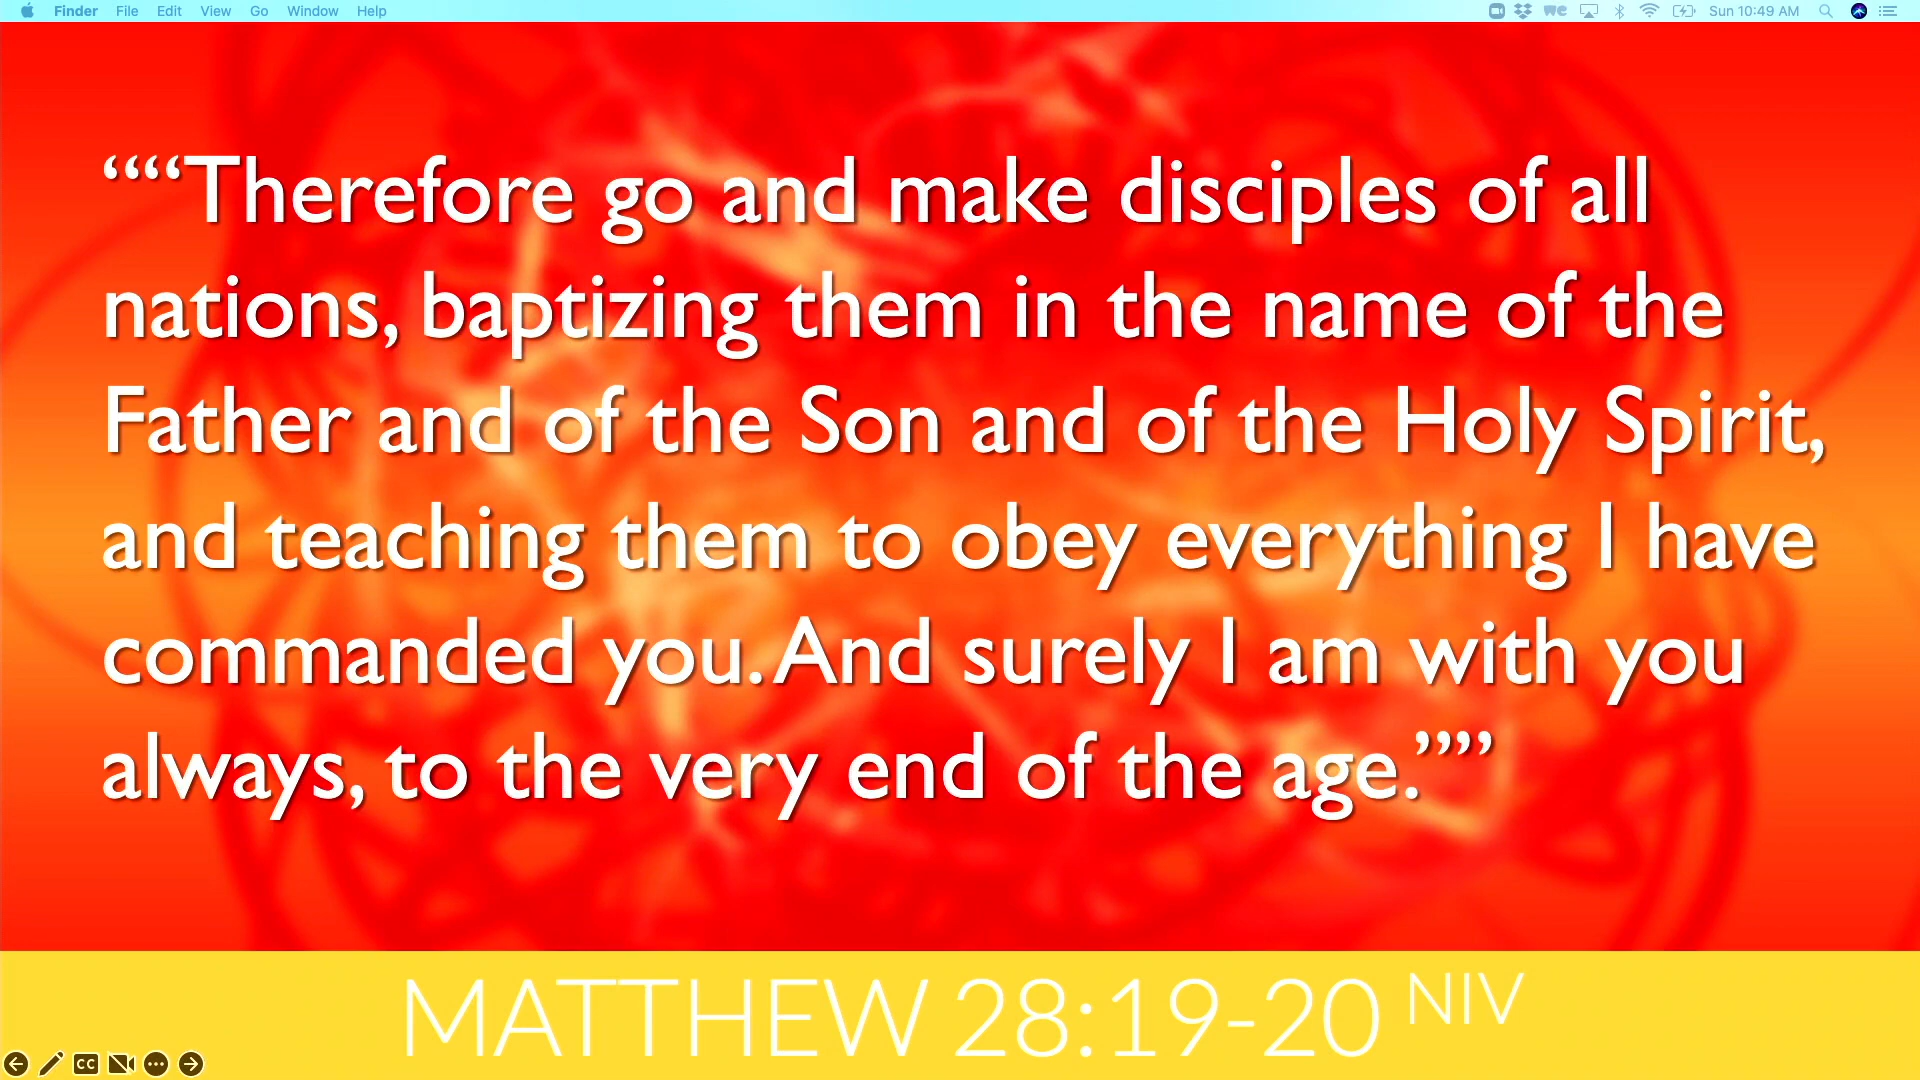 Finder File Edit View Go Window Help
Sun 10:49 AM
““Therefore go and make disciples of all
nations, baptizing them in the name of the
Father and of the Son and of the Holy Spirit,
and teaching them to obey everything I have
commanded you. And surely I am with you
always, to the very end of the age.””
MATTHEW 28:19-20 NIV
CC